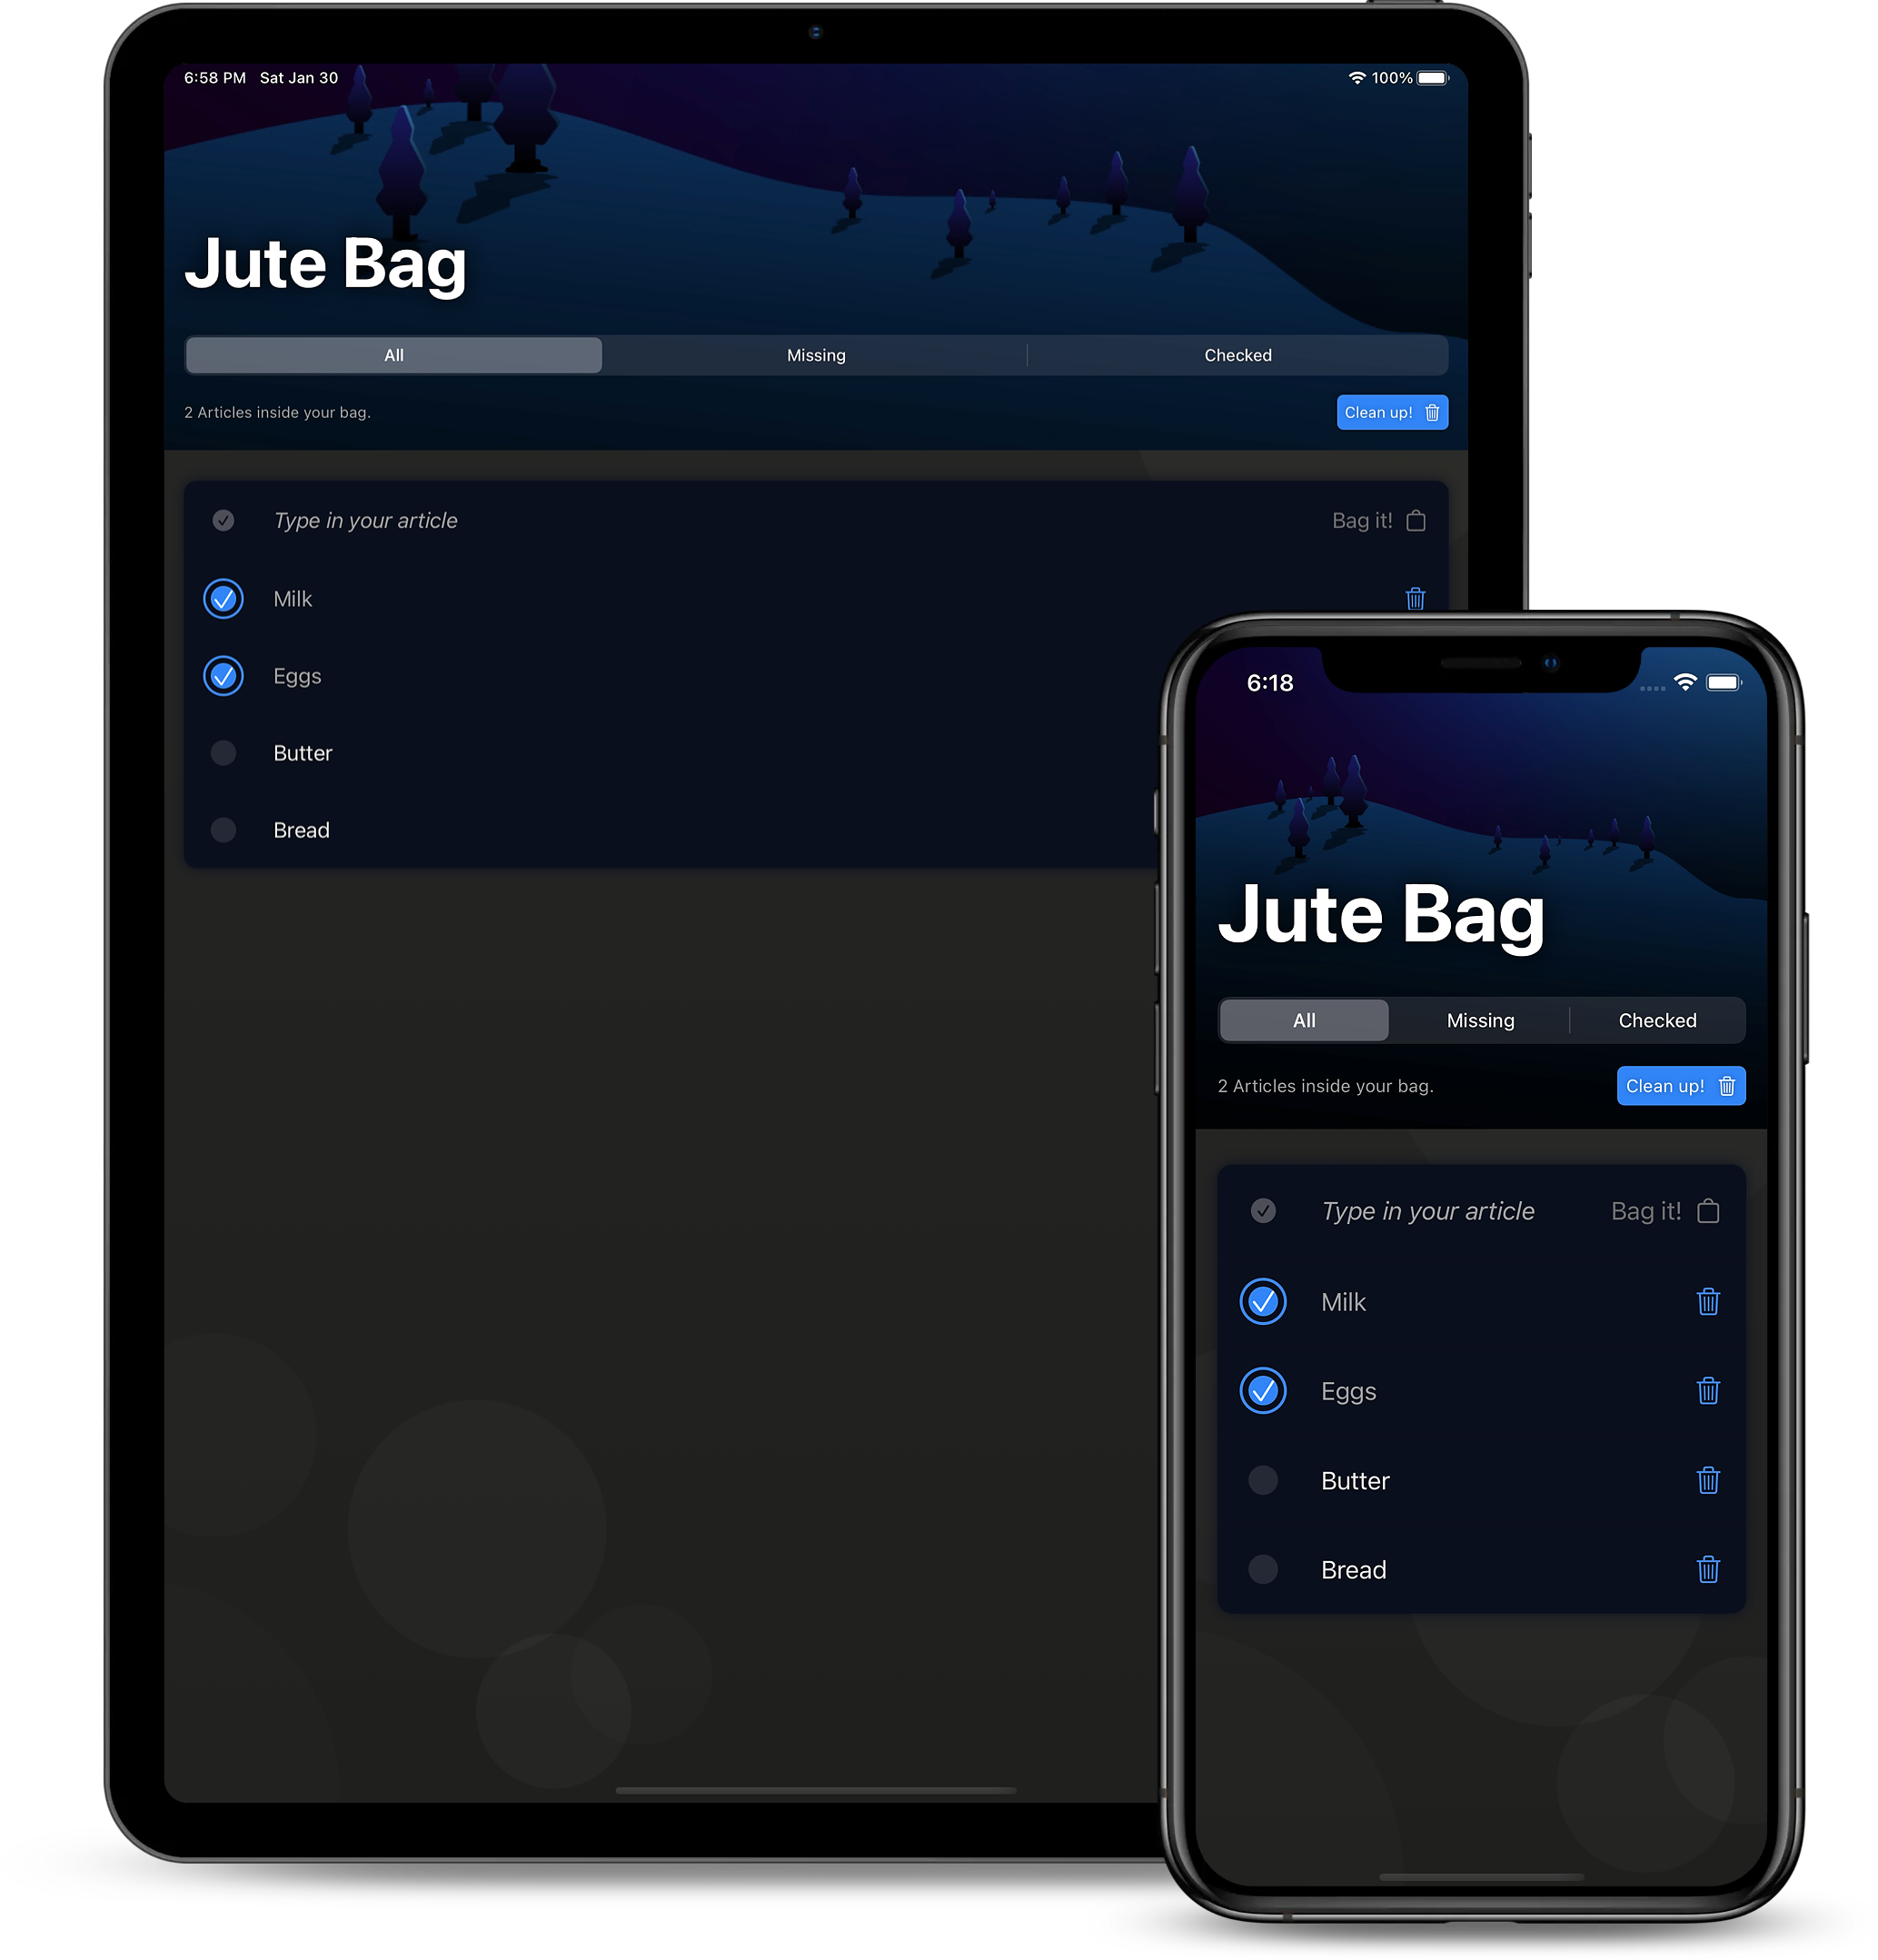 6:58 PM Sat Jan 30 100%
Jute Bag
All Missing Checked
2 Articles inside your bag. Clean up!
Type in your article Bag it!
Milk
Eggs
Butter
Bread
6:18
Jute Bag
All Missing Checked
2 Articles inside your bag. Clean up!
Type in your article Bag it!
Milk
Eggs
Butter
Bread